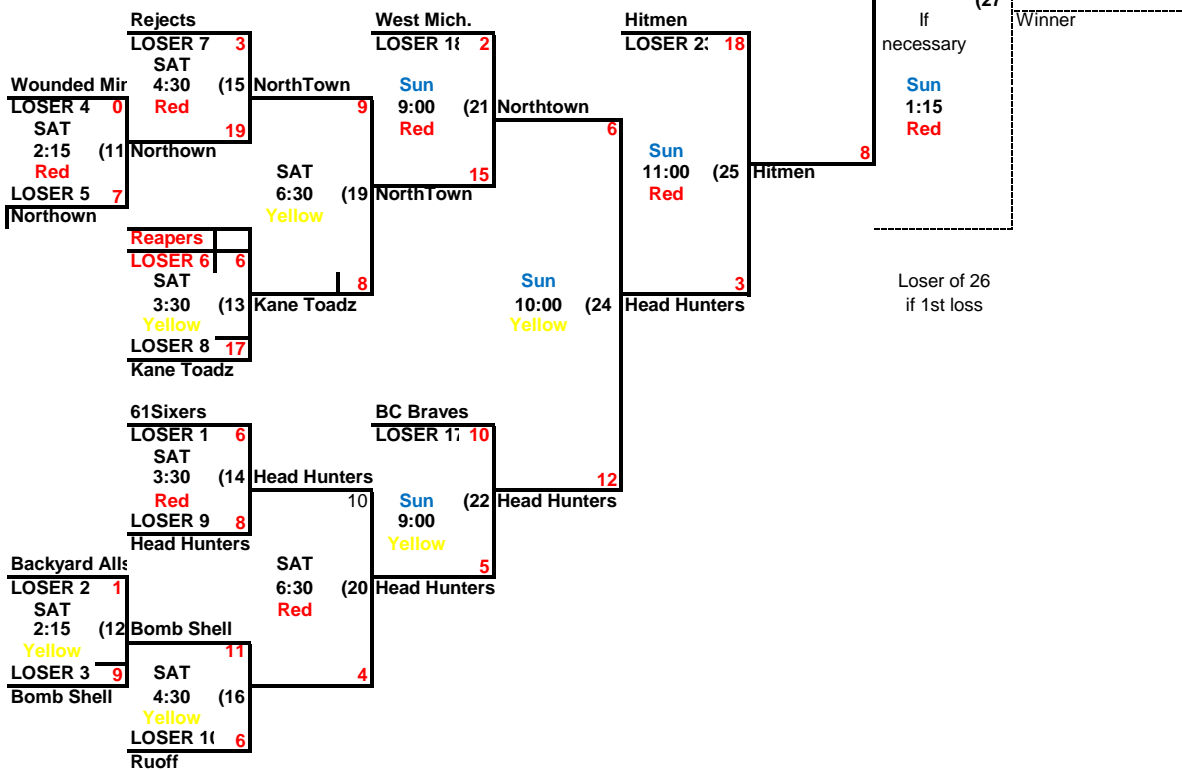 (27
Rejects
West Mich.
Hitmen
If
Winner
LOSER 7 3
LOSER 18 2
LOSER 23 18
necessary
SAT
Wounded Min
4:30 (15 NorthTown
Sun
Sun
LOSER 4 0
Red
9
9:00 (21 Northtown
1:15
SAT
19
Red
6
Red
2:15 (11 Northown
Sun
8
Red
SAT
15
11:00 (25 Hitmen
LOSER 5 7
6:30 (19 NorthTown
Red
Northown
Yellow
Reapers
LOSER 6 6
SAT
8
Sun
3
Loser of 26
3:30 (13 Kane Toadz
10:00 (24 Head Hunters
if 1st loss
Yellow
Yellow
LOSER 8 17
Kane Toadz
61Sixers
BC Braves
LOSER 1 6
LOSER 17 10
SAT
3:30 (14 Head Hunters
12
Red
10
Sun (22 Head Hunters
LOSER 9 8
9:00
Head Hunters
Yellow
Backyard Alls
SAT
5
LOSER 2 1
6:30 (20 Head Hunters
SAT
Red
2:15 (12 Bomb Shell
Yellow
11
LOSER 3 9
SAT
4
Bomb Shell
4:30 (16
Yellow
LOSER 10 6
Ruoff